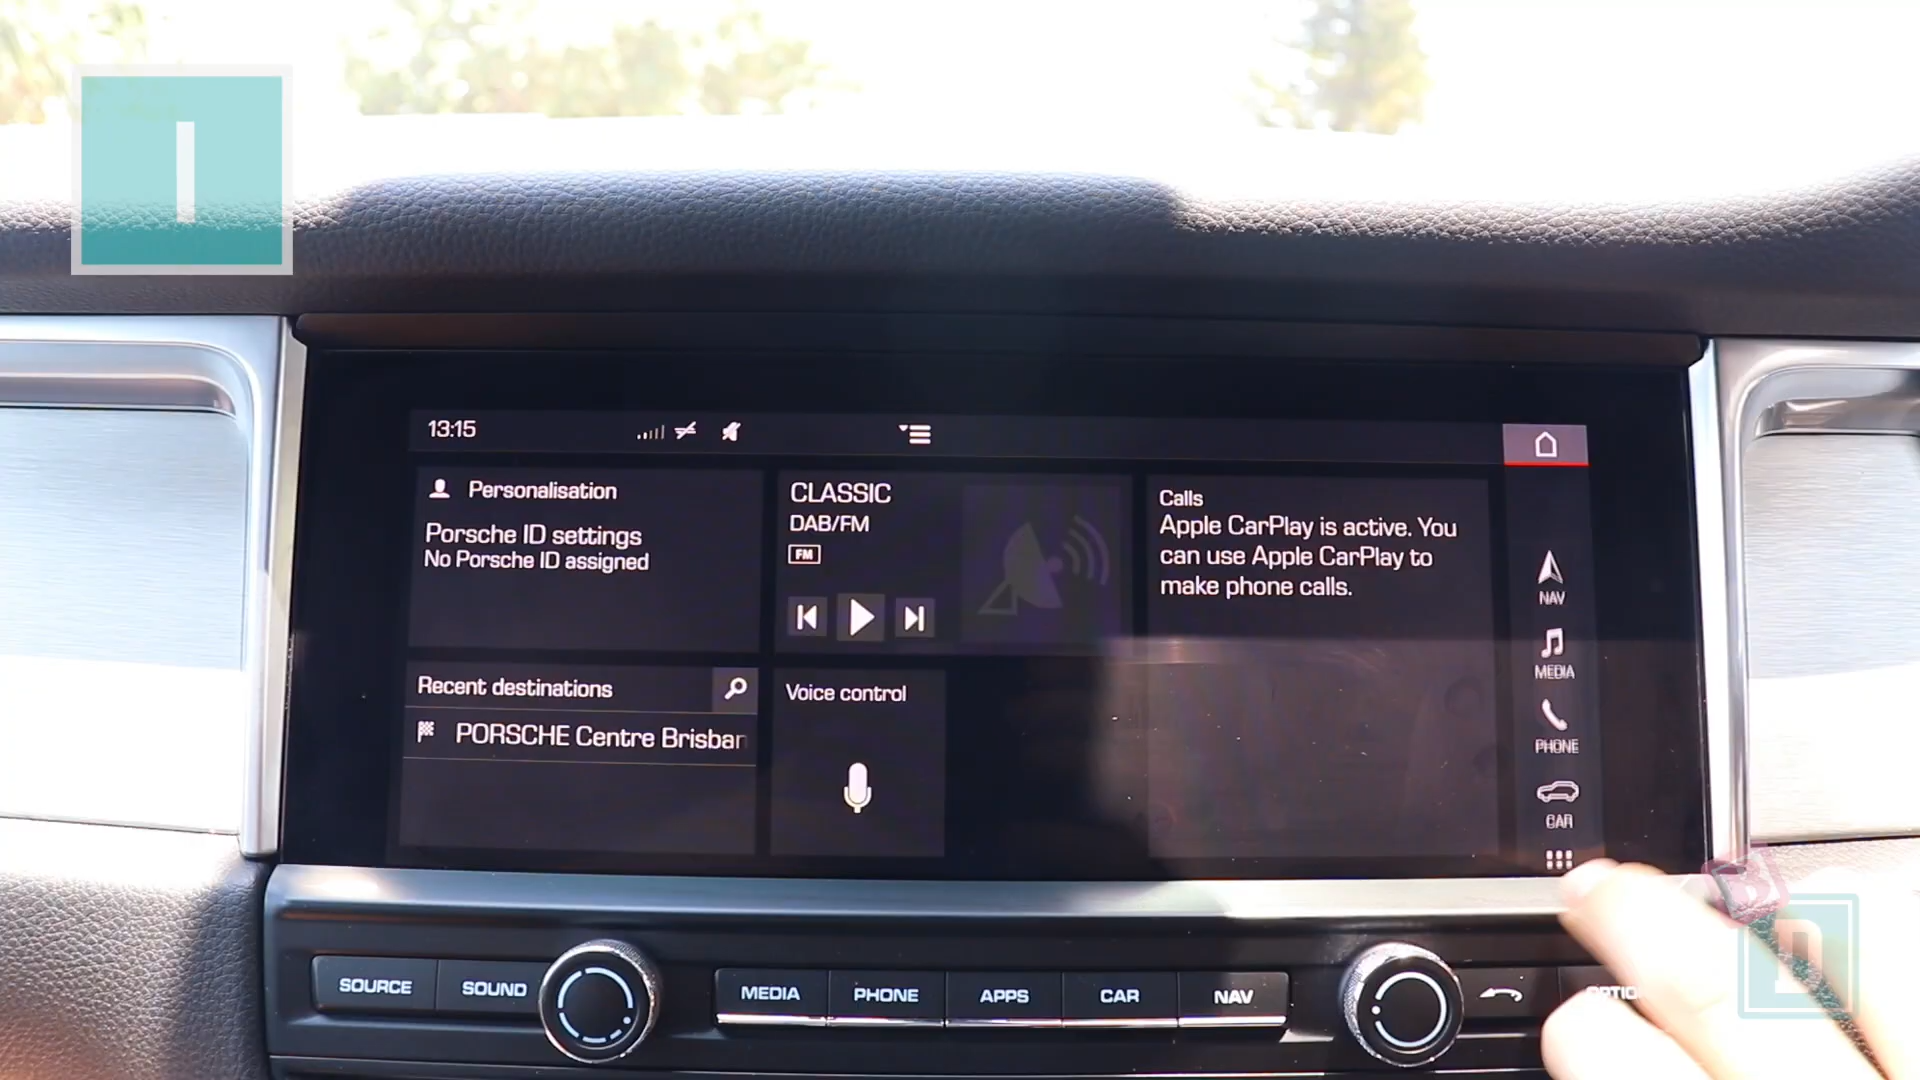 I
13:15
Personalisation
Porsche ID settings
No Porsche ID assigned
CLASSIC
DAB/FM
FM
Calls
Apple CarPlay is active. You
can use Apple CarPlay to
make phone calls.
NAV
MEDIA
PHONE
CAR
Recent destinations
PORSCHE Centre Brisban
Voice control
SOURCE
SOUND
MEDIA
PHONE
APPS
CAR
NAV
OPTIO
D